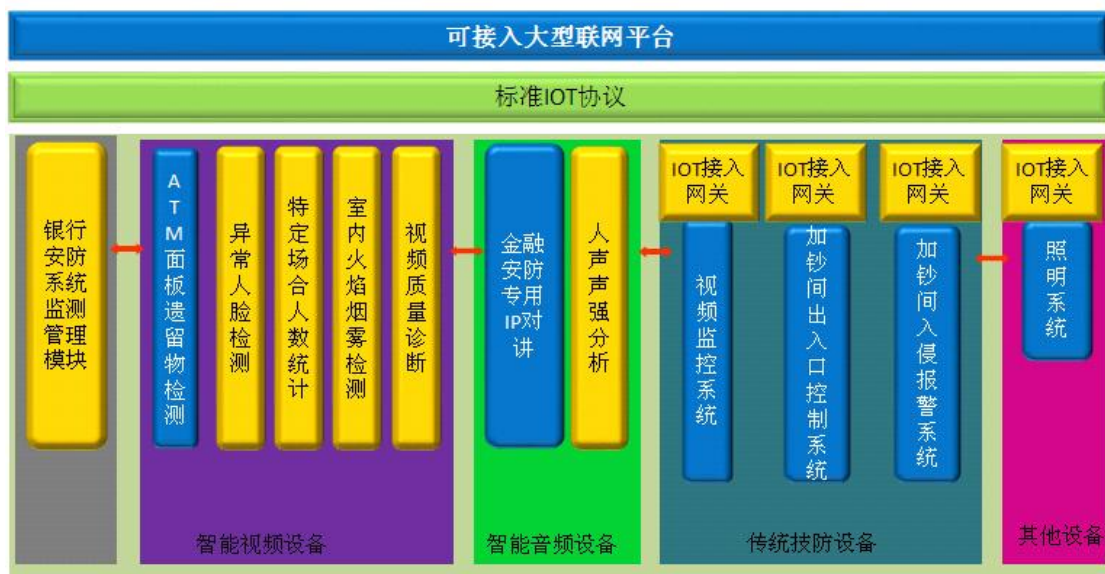 可接入大型联网平台
标准IOT协议
银行
安防
系统
监测
管理
模块
ATM面板遗留物检测
异常人脸检测
特定场合人数统计
室内火焰烟雾检测
视频质量诊断
智能视频设备
金融
安防
专用
IP对
讲
人声声强分析
智能音频设备
IOT接入
网关
视频监控系统
IOT接入
网关
加钞间出入口控制系统
IOT接入
网关
加钞间入侵报警系统
传统技防设备
IOT接入
网关
照明系统
其他设备